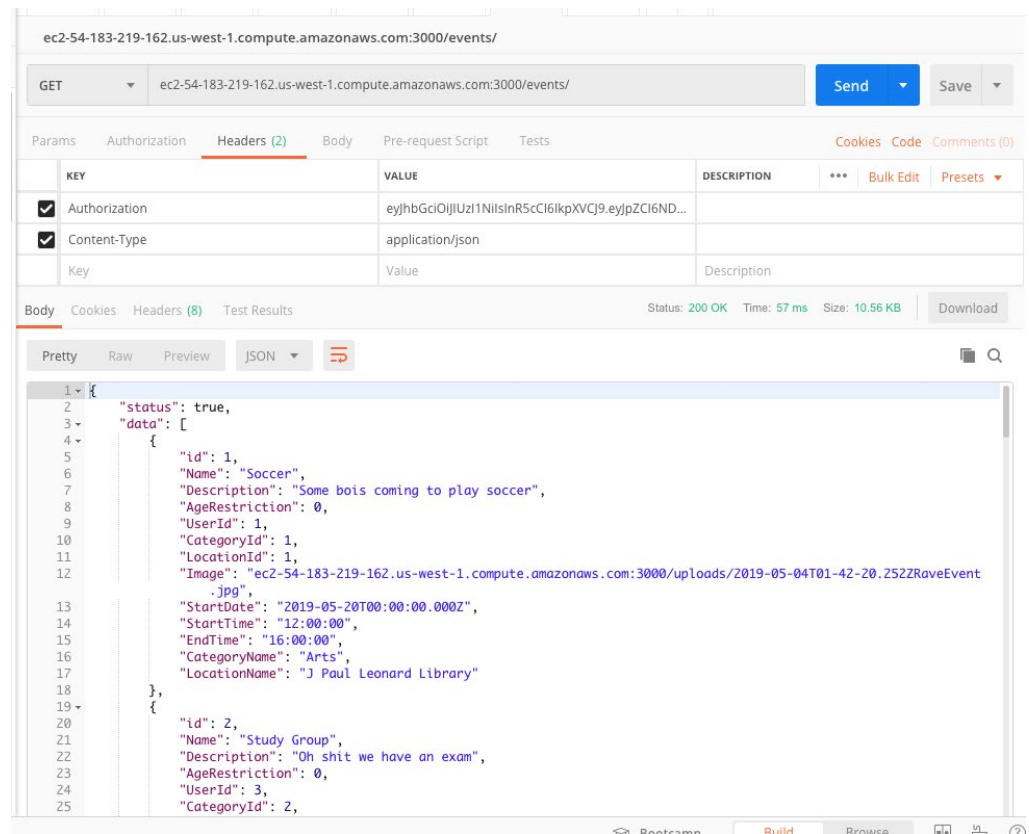 ec2-54-183-219-162.us-west-1.compute.amazonaws.com:3000/events/
GET ec2-54-183-219-162.us-west-1.compute.amazonaws.com:3000/events/ Send Save
Params Authorization Headers (2) Body Pre-request Script Tests Cookies Code Comments (0)
KEY VALUE DESCRIPTION ••• Bulk Edit Presets
Authorization eyJhbGciOiJIUzI1NiIsInR5cCI6IkpXVCJ9.eyJpZCI6ND...
Content-Type application/json
Key Value Description
Body Cookies Headers (8) Test Results Status: 200 OK Time: 57 ms Size: 10.56 KB Download
Pretty Raw Preview JSON
1 {
2 "status": true,
3 "data": [
4 {
5 "id": 1,
6 "Name": "Soccer",
7 "Description": "Some bois coming to play soccer",
8 "AgeRestriction": 0,
9 "UserId": 1,
10 "CategoryId": 1,
11 "LocationId": 1,
12 "Image": "ec2-54-183-219-162.us-west-1.compute.amazonaws.com:3000/uploads/2019-05-04T01-42-20.252ZRaveEvent
.jpg",
13 "StartDate": "2019-05-20T00:00:00.000Z",
14 "StartTime": "12:00:00",
15 "EndTime": "16:00:00",
16 "CategoryName": "Arts",
17 "LocationName": "J Paul Leonard Library"
18 },
19 {
20 "id": 2,
21 "Name": "Study Group",
22 "Description": "Oh shit we have an exam",
23 "AgeRestriction": 0,
24 "UserId": 3,
25 "CategoryId": 2,
Bootcamp Build Browse